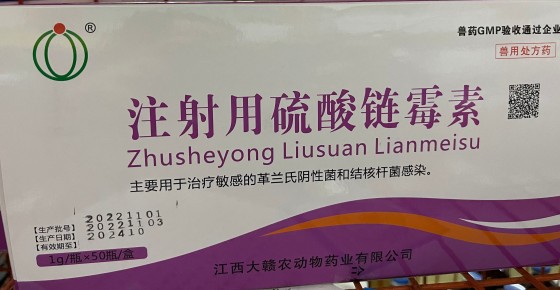 ®
兽药GMP验收通过企业
兽用处方药
注射用硫酸链霉素
Zhusheyong Liusuan Lianmeisu
主要用于治疗敏感的革兰氏阴性菌和结核杆菌感染。
【生产批号】 20221101
【生产日期】 20221103
【有效期至】 202410
1g/瓶×50瓶/盒
江西大赣农动物药业有限公司